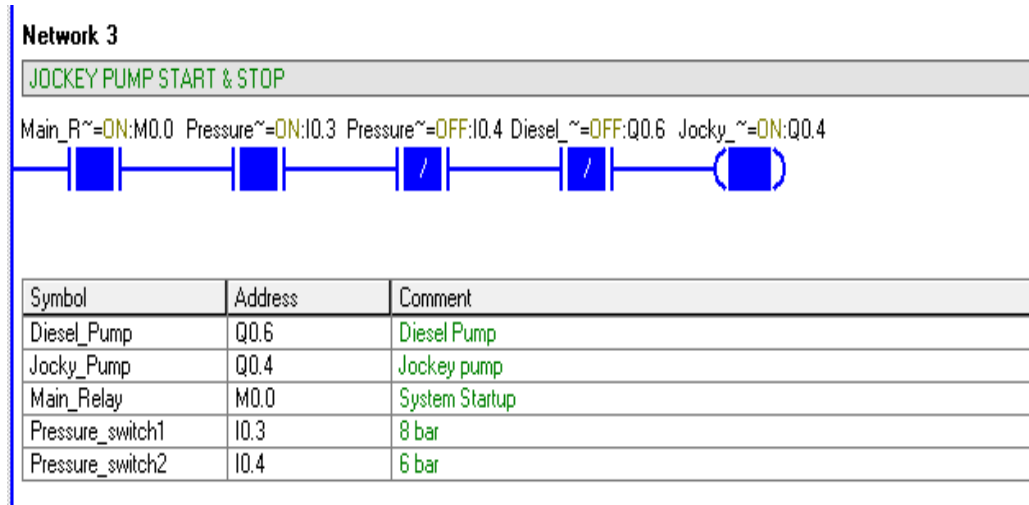 Network 3
JOCKEY PUMP START & STOP
Main_R~=ON:M0.0 Pressure~=ON:I0.3 Pressure~=OFF:I0.4 Diesel_~=OFF:Q0.6 Jocky_~=ON:Q0.4
/ /
Symbol Address Comment
Diesel_Pump Q0.6 Diesel Pump
Jocky_Pump Q0.4 Jockey pump
Main_Relay M0.0 System Startup
Pressure_switch1 I0.3 8 bar
Pressure_switch2 I0.4 6 bar